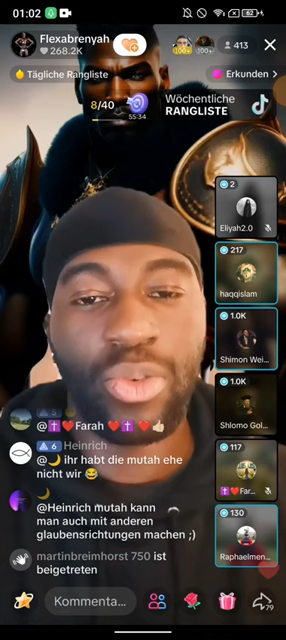 01:02
62
Flexabrenyah
268.2K
100+
100+
413
Tägliche Rangliste
Erkunden >
8/40
55:34
Wöchentliche
RANGLISTE
2
Eliyah2.0
217
haqqislam
1.0K
Shimon Wei...
1.0K
Shlomo Gol...
117
✝️❤️Far...
130
Raphaelmen...
@✝️❤️Farah ❤️✝️❤️👍🏼
6 Heinrich
@🌙 ihr habt die mutah ehe
nicht wir 😂
🌙
@Heinrich mutah kann
man auch mit anderen
glaubensrichtungen machen ;)
martinbreimhorst 750 ist
beigetreten
Kommenta...
79